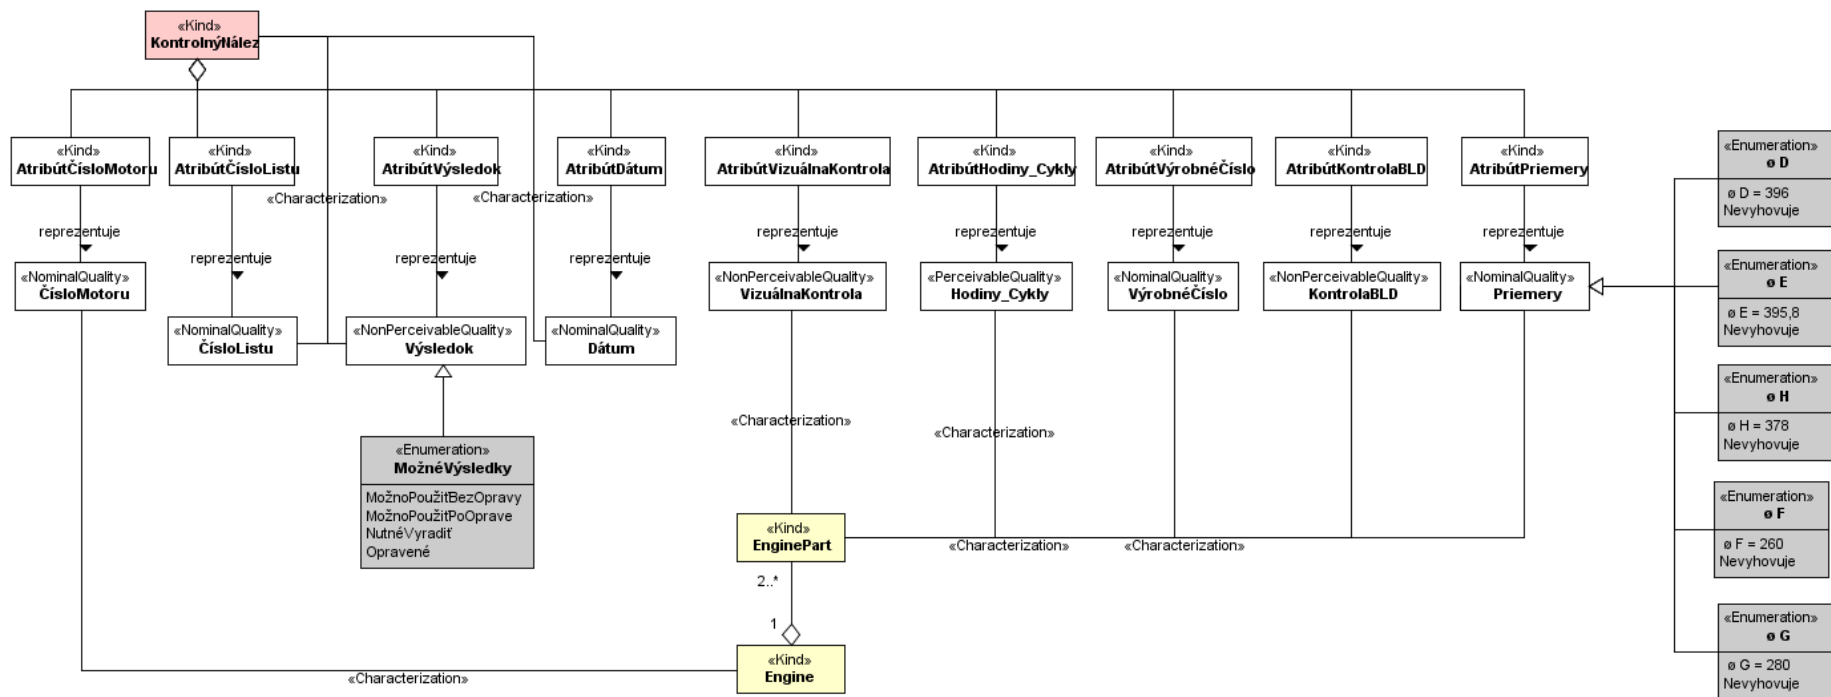 «Kind»
KontrolnýNález
«Kind»
AtribútČísloMotoru
«Kind»
AtribútČísloListu
«Kind»
AtribútVýsledok
«Kind»
AtribútDátum
«Kind»
AtribútVizuálnaKontrola
«Kind»
AtribútHodiny_Cykly
«Kind»
AtribútVýrobnéČíslo
«Kind»
AtribútKontrolaBLD
«Kind»
AtribútPriemery
«Characterization»
«Characterization»
reprezentuje
reprezentuje
reprezentuje
reprezentuje
reprezentuje
reprezentuje
reprezentuje
reprezentuje
reprezentuje
«NominalQuality»
ČísloMotoru
«NominalQuality»
ČísloListu
«NonPerceivableQuality»
Výsledok
«NominalQuality»
Dátum
«NonPerceivableQuality»
VizuálnaKontrola
«PerceivableQuality»
Hodiny_Cykly
«NominalQuality»
VýrobnéČíslo
«NonPerceivableQuality»
KontrolaBLD
«NominalQuality»
Priemery
«Enumeration»
ø D
ø D = 396
Nevyhovuje
«Enumeration»
ø E
ø E = 395,8
Nevyhovuje
«Enumeration»
ø H
ø H = 378
Nevyhovuje
«Enumeration»
ø F
ø F = 260
Nevyhovuje
«Enumeration»
ø G
ø G = 280
Nevyhovuje
«Enumeration»
MožnéVýsledky
MožnoPoužiťBezOpravy
MožnoPoužiťPoOprave
NutnéVyradiť
Opravené
«Characterization»
«Characterization»
«Kind»
EnginePart
«Characterization»
«Characterization»
2..*
1
«Kind»
Engine
«Characterization»